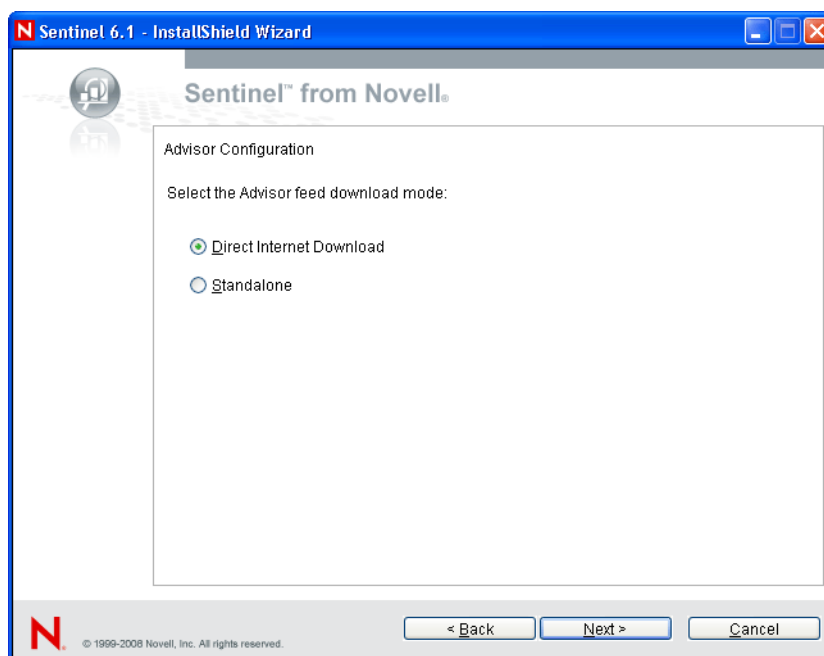 N Sentinel 6.1 - InstallShield Wizard
Sentinel™ from Novell®
Advisor Configuration
Select the Advisor feed download mode:
Direct Internet Download
Standalone
N.
© 1999-2008 Novell, Inc. All rights reserved.
< Back
Next >
Cancel